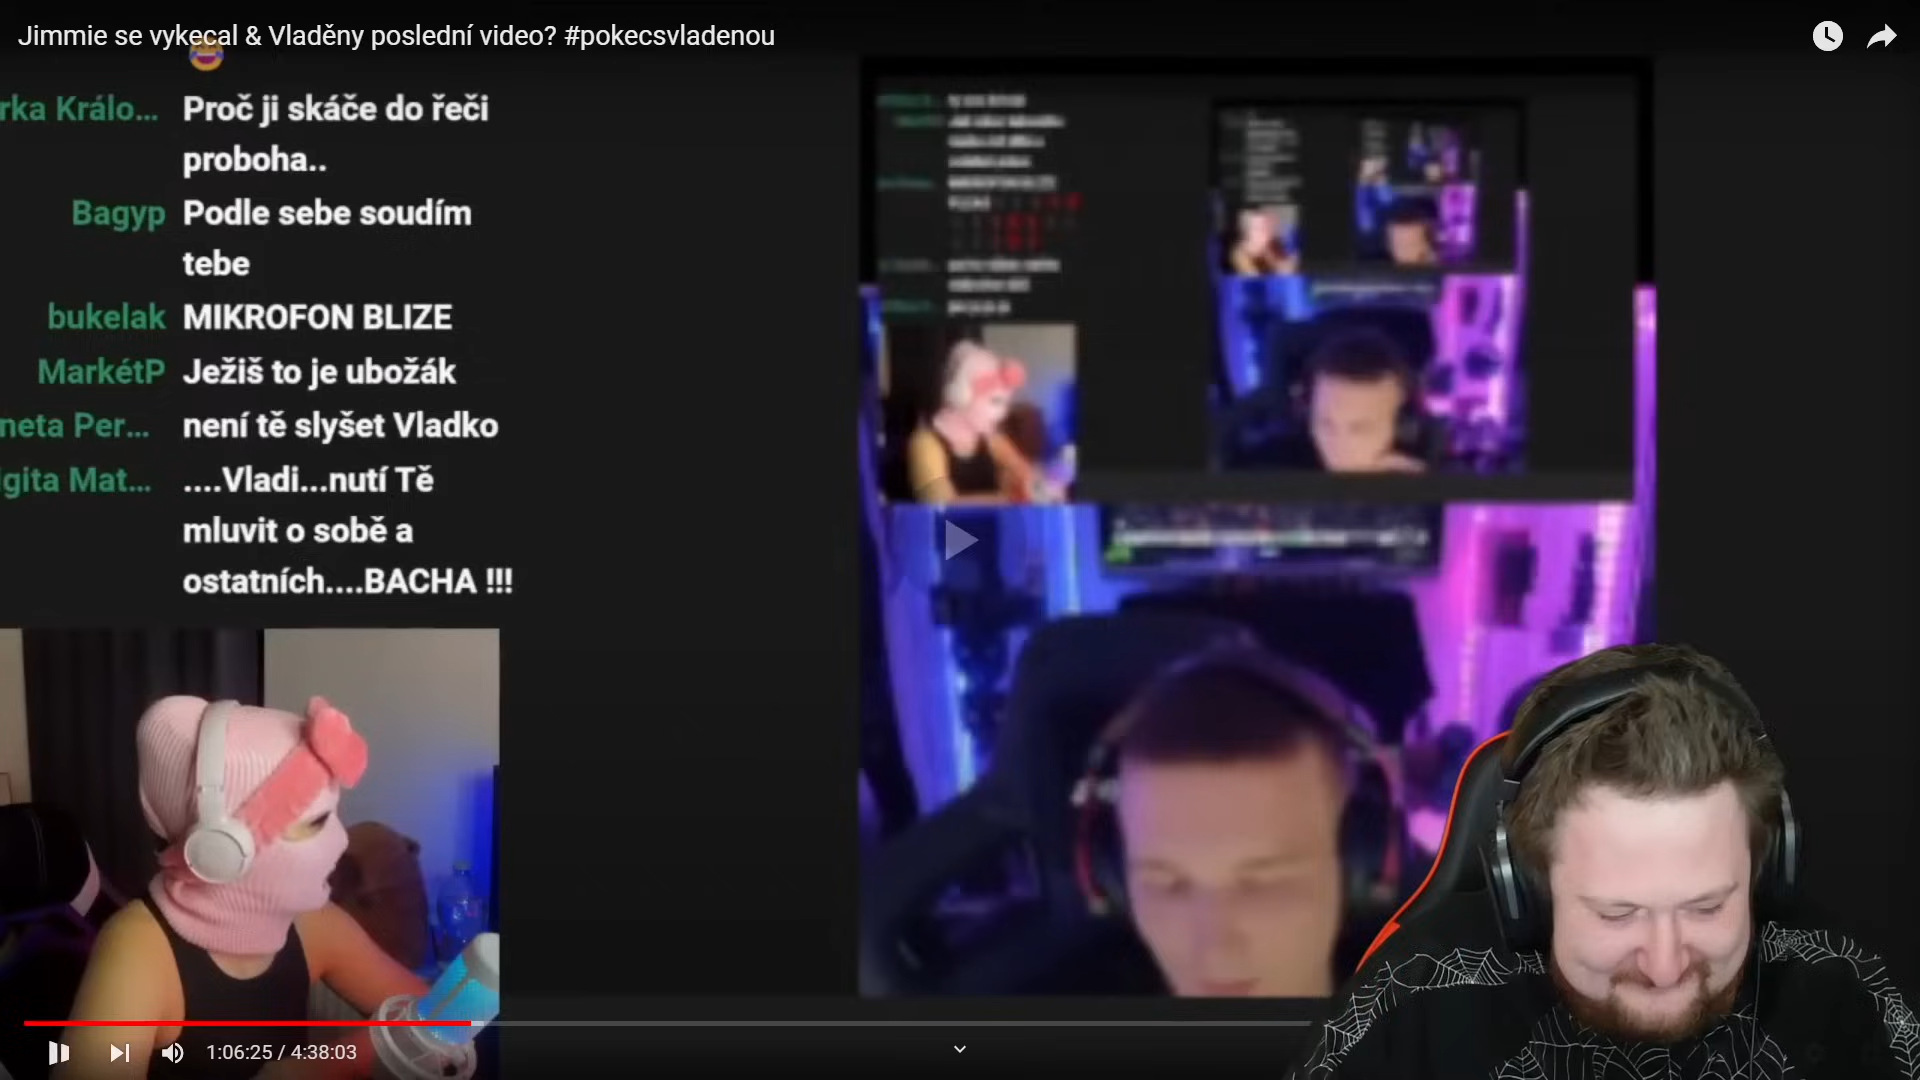 Jimmie se vykecal & Vladěny poslední video? #pokecsvladenou
rka Králo... Proč ji skáče do řeči
proboha..
Bagyp Podle sebe soudím
tebe
bukelak MIKROFON BLIZE
MarkétP Ježiš to je ubožák
neta Per... není tě slyšet Vladko
lgita Mat... ....Vladi...nutí Tě
mluvit o sobě a
ostatních....BACHA !!!
1:06:25 / 4:38:03